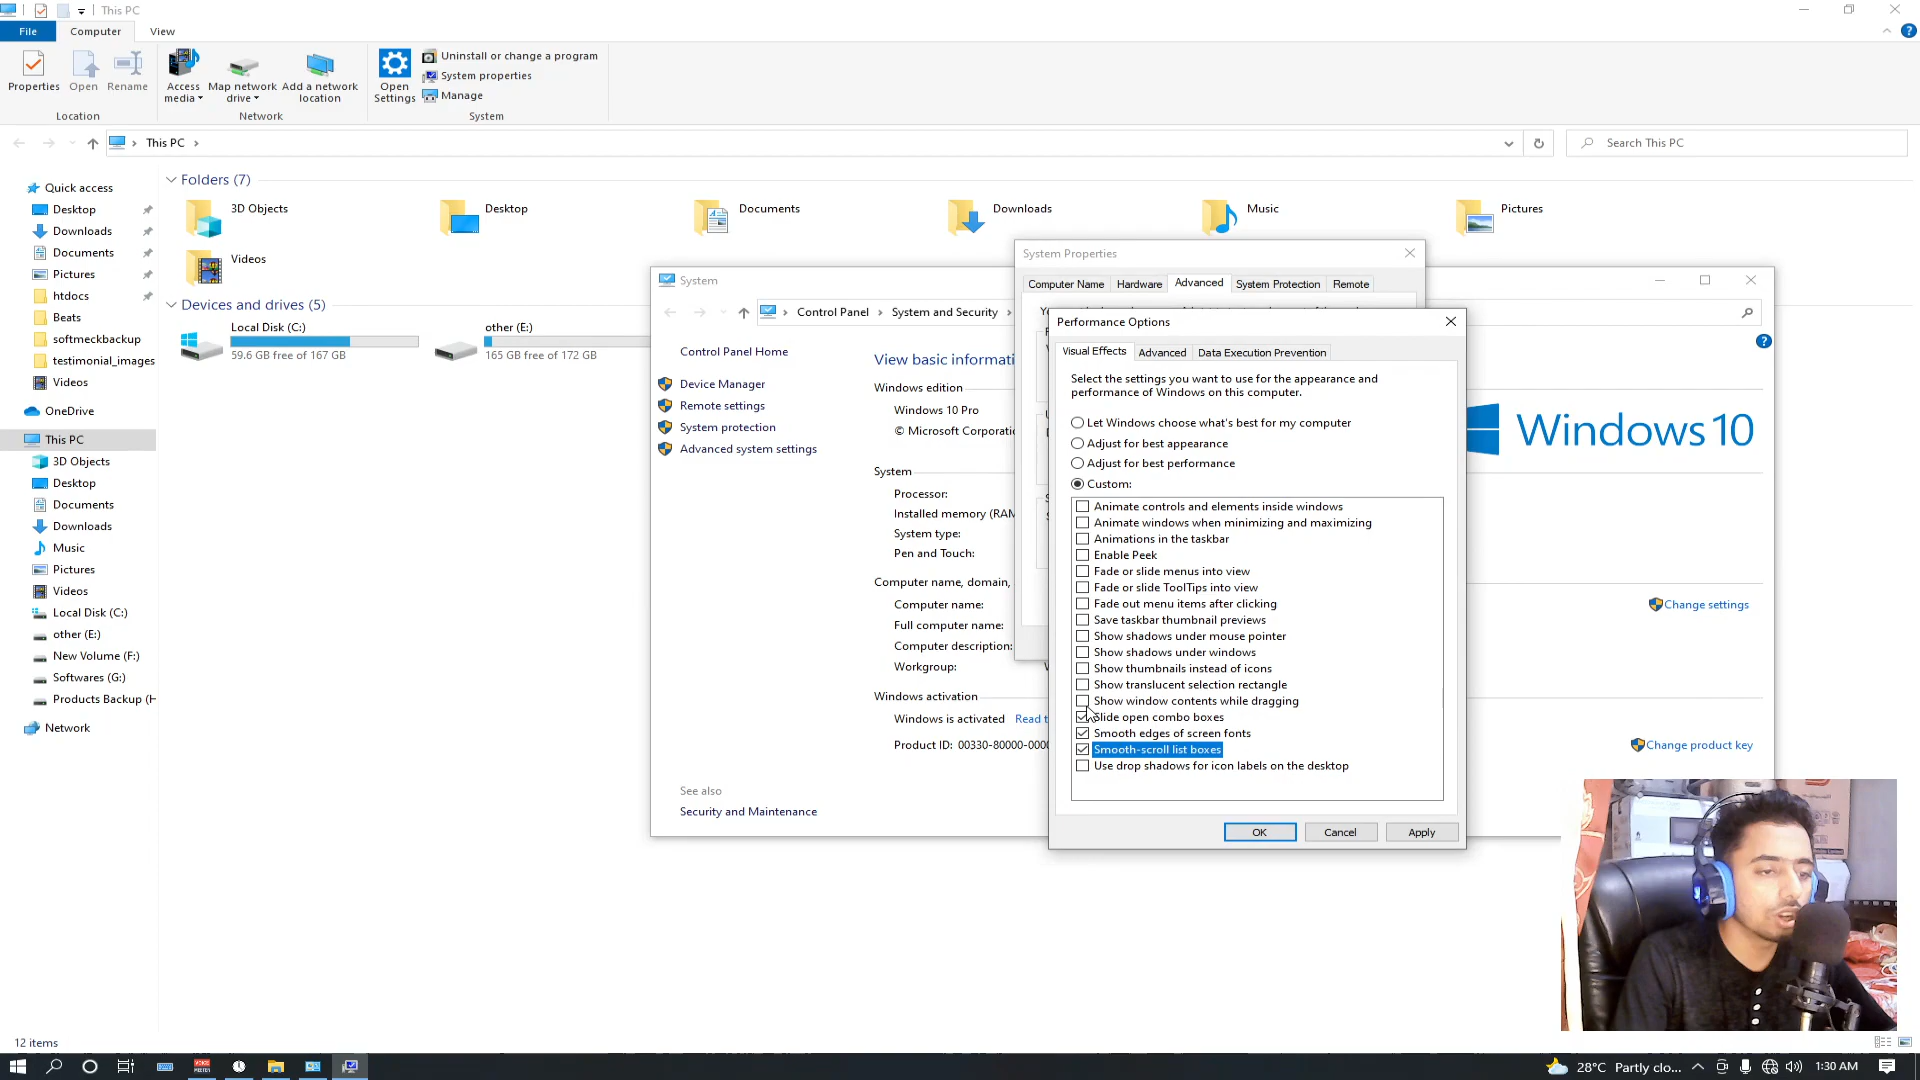 This PC
File
Computer
View
Properties
Open
Rename
Access media
Map network drive
Add a network location
Open Settings
Uninstall or change a program
System properties
Manage
Location
Network
System
This PC
Search This PC
Quick access
Desktop
Downloads
Documents
Pictures
htdocs
Beats
softmeckbackup
testimonial_images
Videos
OneDrive
This PC
3D Objects
Desktop
Documents
Downloads
Music
Pictures
Videos
Local Disk (C:)
other (E:)
New Volume (F:)
Softwares (G:)
Products Backup (H
Network
Folders (7)
3D Objects
Desktop
Documents
Downloads
Music
Pictures
Videos
Devices and drives (5)
Local Disk (C:)
59.6 GB free of 167 GB
other (E:)
165 GB free of 172 GB
System
Control Panel
System and Security
Control Panel Home
Device Manager
Remote settings
System protection
Advanced system settings
See also
Security and Maintenance
View basic informati
Windows edition
Windows 10 Pro
© Microsoft Corporati
System
Processor:
Installed memory (RAM
System type:
Pen and Touch:
Computer name, domain,
Computer name:
Full computer name:
Computer description:
Workgroup:
Windows activation
Windows is activated Read t
Product ID: 00330-80000-0000
Windows 10
Change settings
Change product key
System Properties
Computer Name
Hardware
Advanced
System Protection
Remote
Performance Options
Visual Effects
Advanced
Data Execution Prevention
Select the settings you want to use for the appearance and
performance of Windows on this computer.
Let Windows choose what's best for my computer
Adjust for best appearance
Adjust for best performance
Custom:
Animate controls and elements inside windows
Animate windows when minimizing and maximizing
Animations in the taskbar
Enable Peek
Fade or slide menus into view
Fade or slide ToolTips into view
Fade out menu items after clicking
Save taskbar thumbnail previews
Show shadows under mouse pointer
Show shadows under windows
Show thumbnails instead of icons
Show translucent selection rectangle
Show window contents while dragging
Slide open combo boxes
Smooth edges of screen fonts
Smooth-scroll list boxes
Use drop shadows for icon labels on the desktop
OK
Cancel
Apply
12 items
28°C Partly clo...
1:30 AM